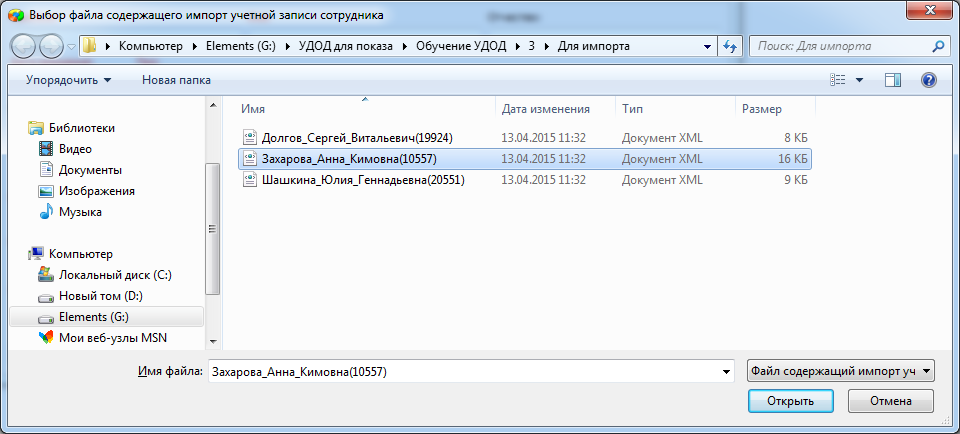 Выбор файла содержащего импорт учетной записи сотрудника
Компьютер Elements (G:) УДОД для показа Обучение УДОД 3 Для импорта
Поиск: Для импорта
Упорядочить Новая папка
Имя Дата изменения Тип Размер
Библиотеки
Видео
Документы
Изображения
Музыка
Компьютер
Локальный диск (C:)
Новый том (D:)
Elements (G:)
Мои веб-узлы MSN
Долгов_Сергей_Витальевич(19924) 13.04.2015 11:32 Документ XML 8 КБ
Захарова_Анна_Кимовна(10557) 13.04.2015 11:32 Документ XML 16 КБ
Шашкина_Юлия_Геннадьевна(20551) 13.04.2015 11:32 Документ XML 9 КБ
Имя файла: Захарова_Анна_Кимовна(10557)
Файл содержащий импорт уч
Открыть Отмена